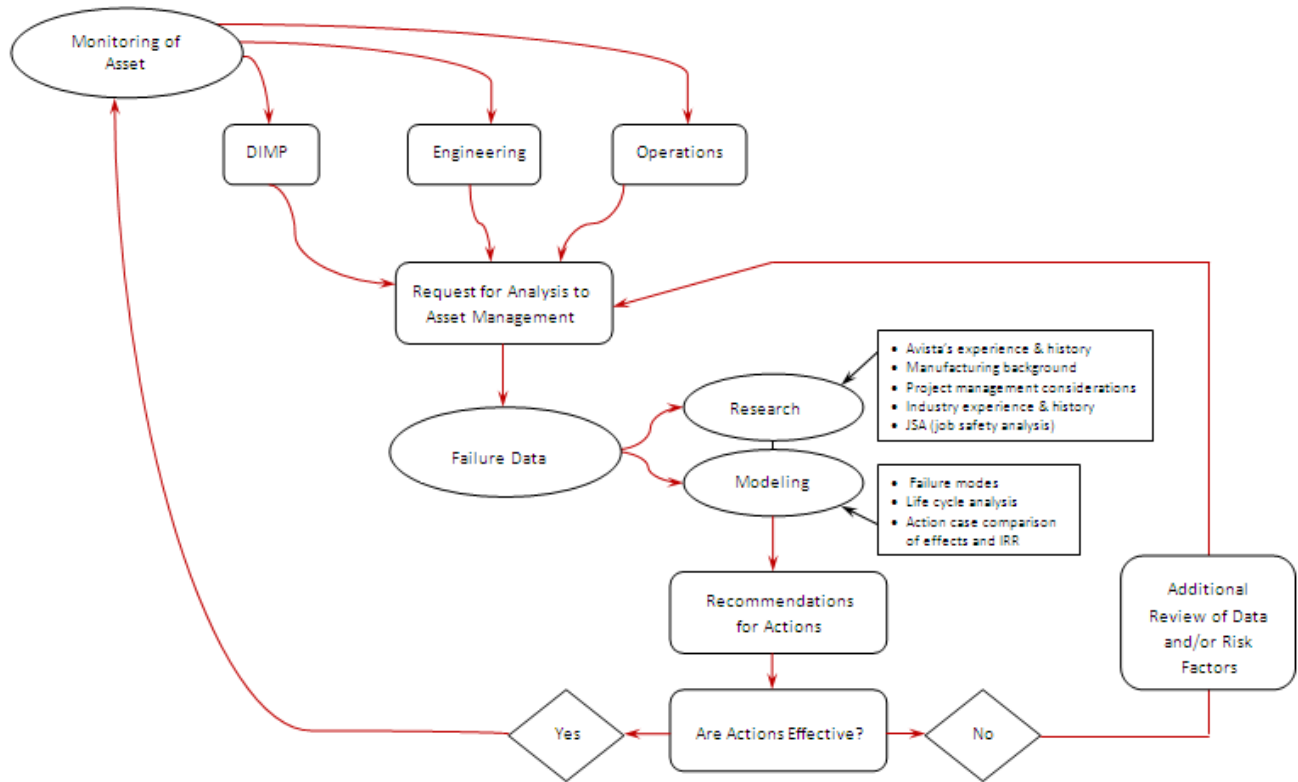 Monitoring of
Asset
DIMP
Engineering
Operations
Request for Analysis to
Asset Management
• Avista's experience & history
• Manufacturing background
• Project management considerations
• Industry experience & history
• JSA (job safety analysis)
Research
Failure Data
Modeling
• Failure modes
• Life cycle analysis
• Action case comparison
of effects and IRR
Recommendations
for Actions
Additional
Review of Data
and/or Risk
Factors
Yes
Are Actions Effective?
No